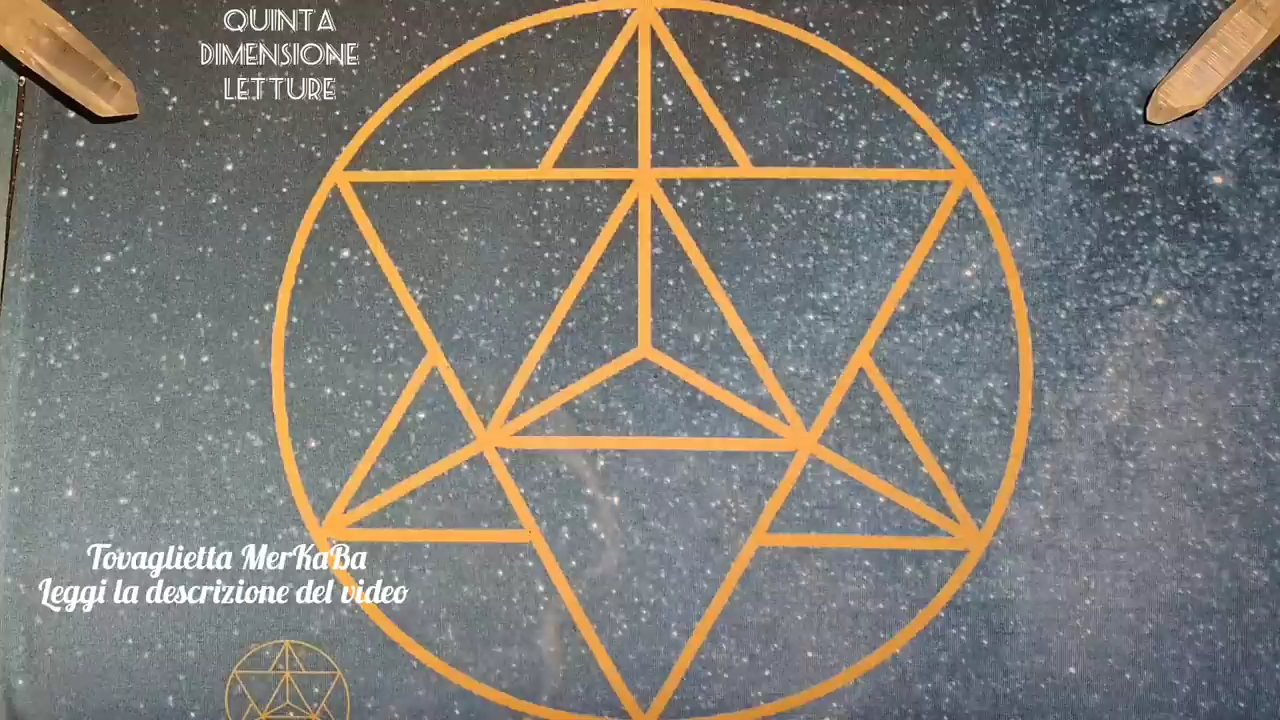 QUINTA
DIMENSIONE
LETTURE
Tovaglietta MerKaBa
Leggi la descrizione del video